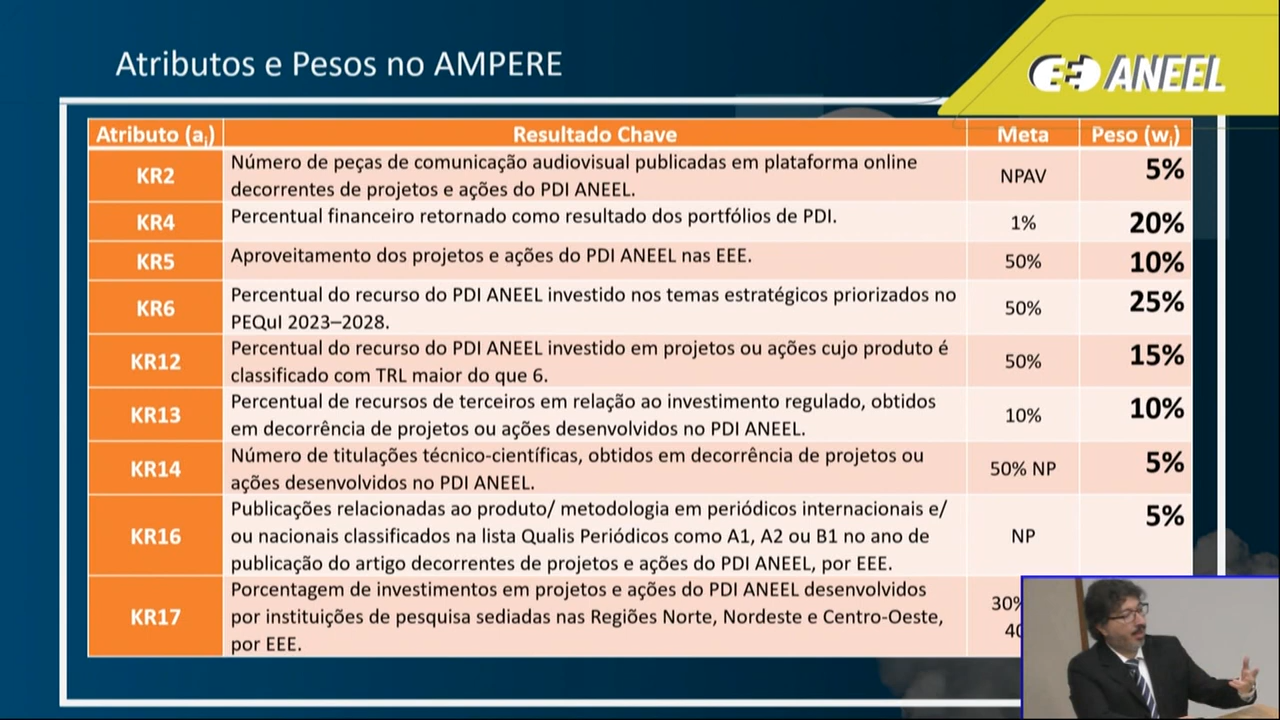 Atributos e Pesos no AMPERE
ANEEL
Atributo (ai) Resultado Chave Meta Peso (wi)
KR2 Número de peças de comunicação audiovisual publicadas em plataforma online
decorrentes de projetos e ações do PDI ANEEL. NPAV 5%
KR4 Percentual financeiro retornado como resultado dos portfólios de PDI. 1% 20%
KR5 Aproveitamento dos projetos e ações do PDI ANEEL nas EEE. 50% 10%
KR6 Percentual do recurso do PDI ANEEL investido nos temas estratégicos priorizados no
PEQuI 2023–2028. 50% 25%
KR12 Percentual do recurso do PDI ANEEL investido em projetos ou ações cujo produto é
classificado com TRL maior do que 6. 50% 15%
KR13 Percentual de recursos de terceiros em relação ao investimento regulado, obtidos
em decorrência de projetos ou ações desenvolvidos no PDI ANEEL. 10% 10%
KR14 Número de titulações técnico-científicas, obtidos em decorrência de projetos ou
ações desenvolvidos no PDI ANEEL. 50% NP 5%
KR16 Publicações relacionadas ao produto/ metodologia em periódicos internacionais e/
ou nacionais classificados na lista Qualis Periódicos como A1, A2 ou B1 no ano de
publicação do artigo decorrentes de projetos e ações do PDI ANEEL, por EEE. NP 5%
KR17 Porcentagem de investimentos em projetos e ações do PDI ANEEL desenvolvidos
por instituições de pesquisa sediadas nas Regiões Norte, Nordeste e Centro-Oeste,
por EEE. 30%